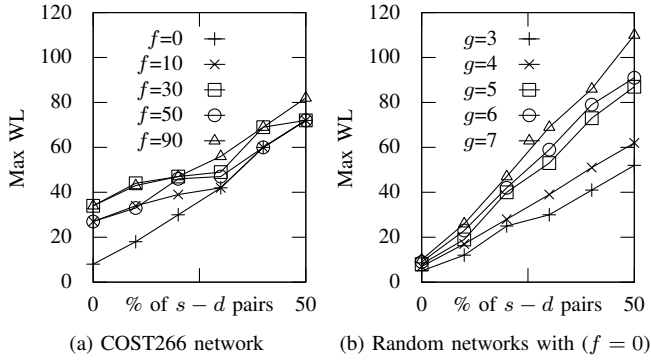 120
100
80
60
40
20
0
Max WL
f=0
f=10
f=30
f=50
f=90
0
% of s − d pairs
50
(a) COST266 network
120
100
80
60
40
20
0
Max WL
g=3
g=4
g=5
g=6
g=7
0
% of s − d pairs
50
(b) Random networks with (f = 0)